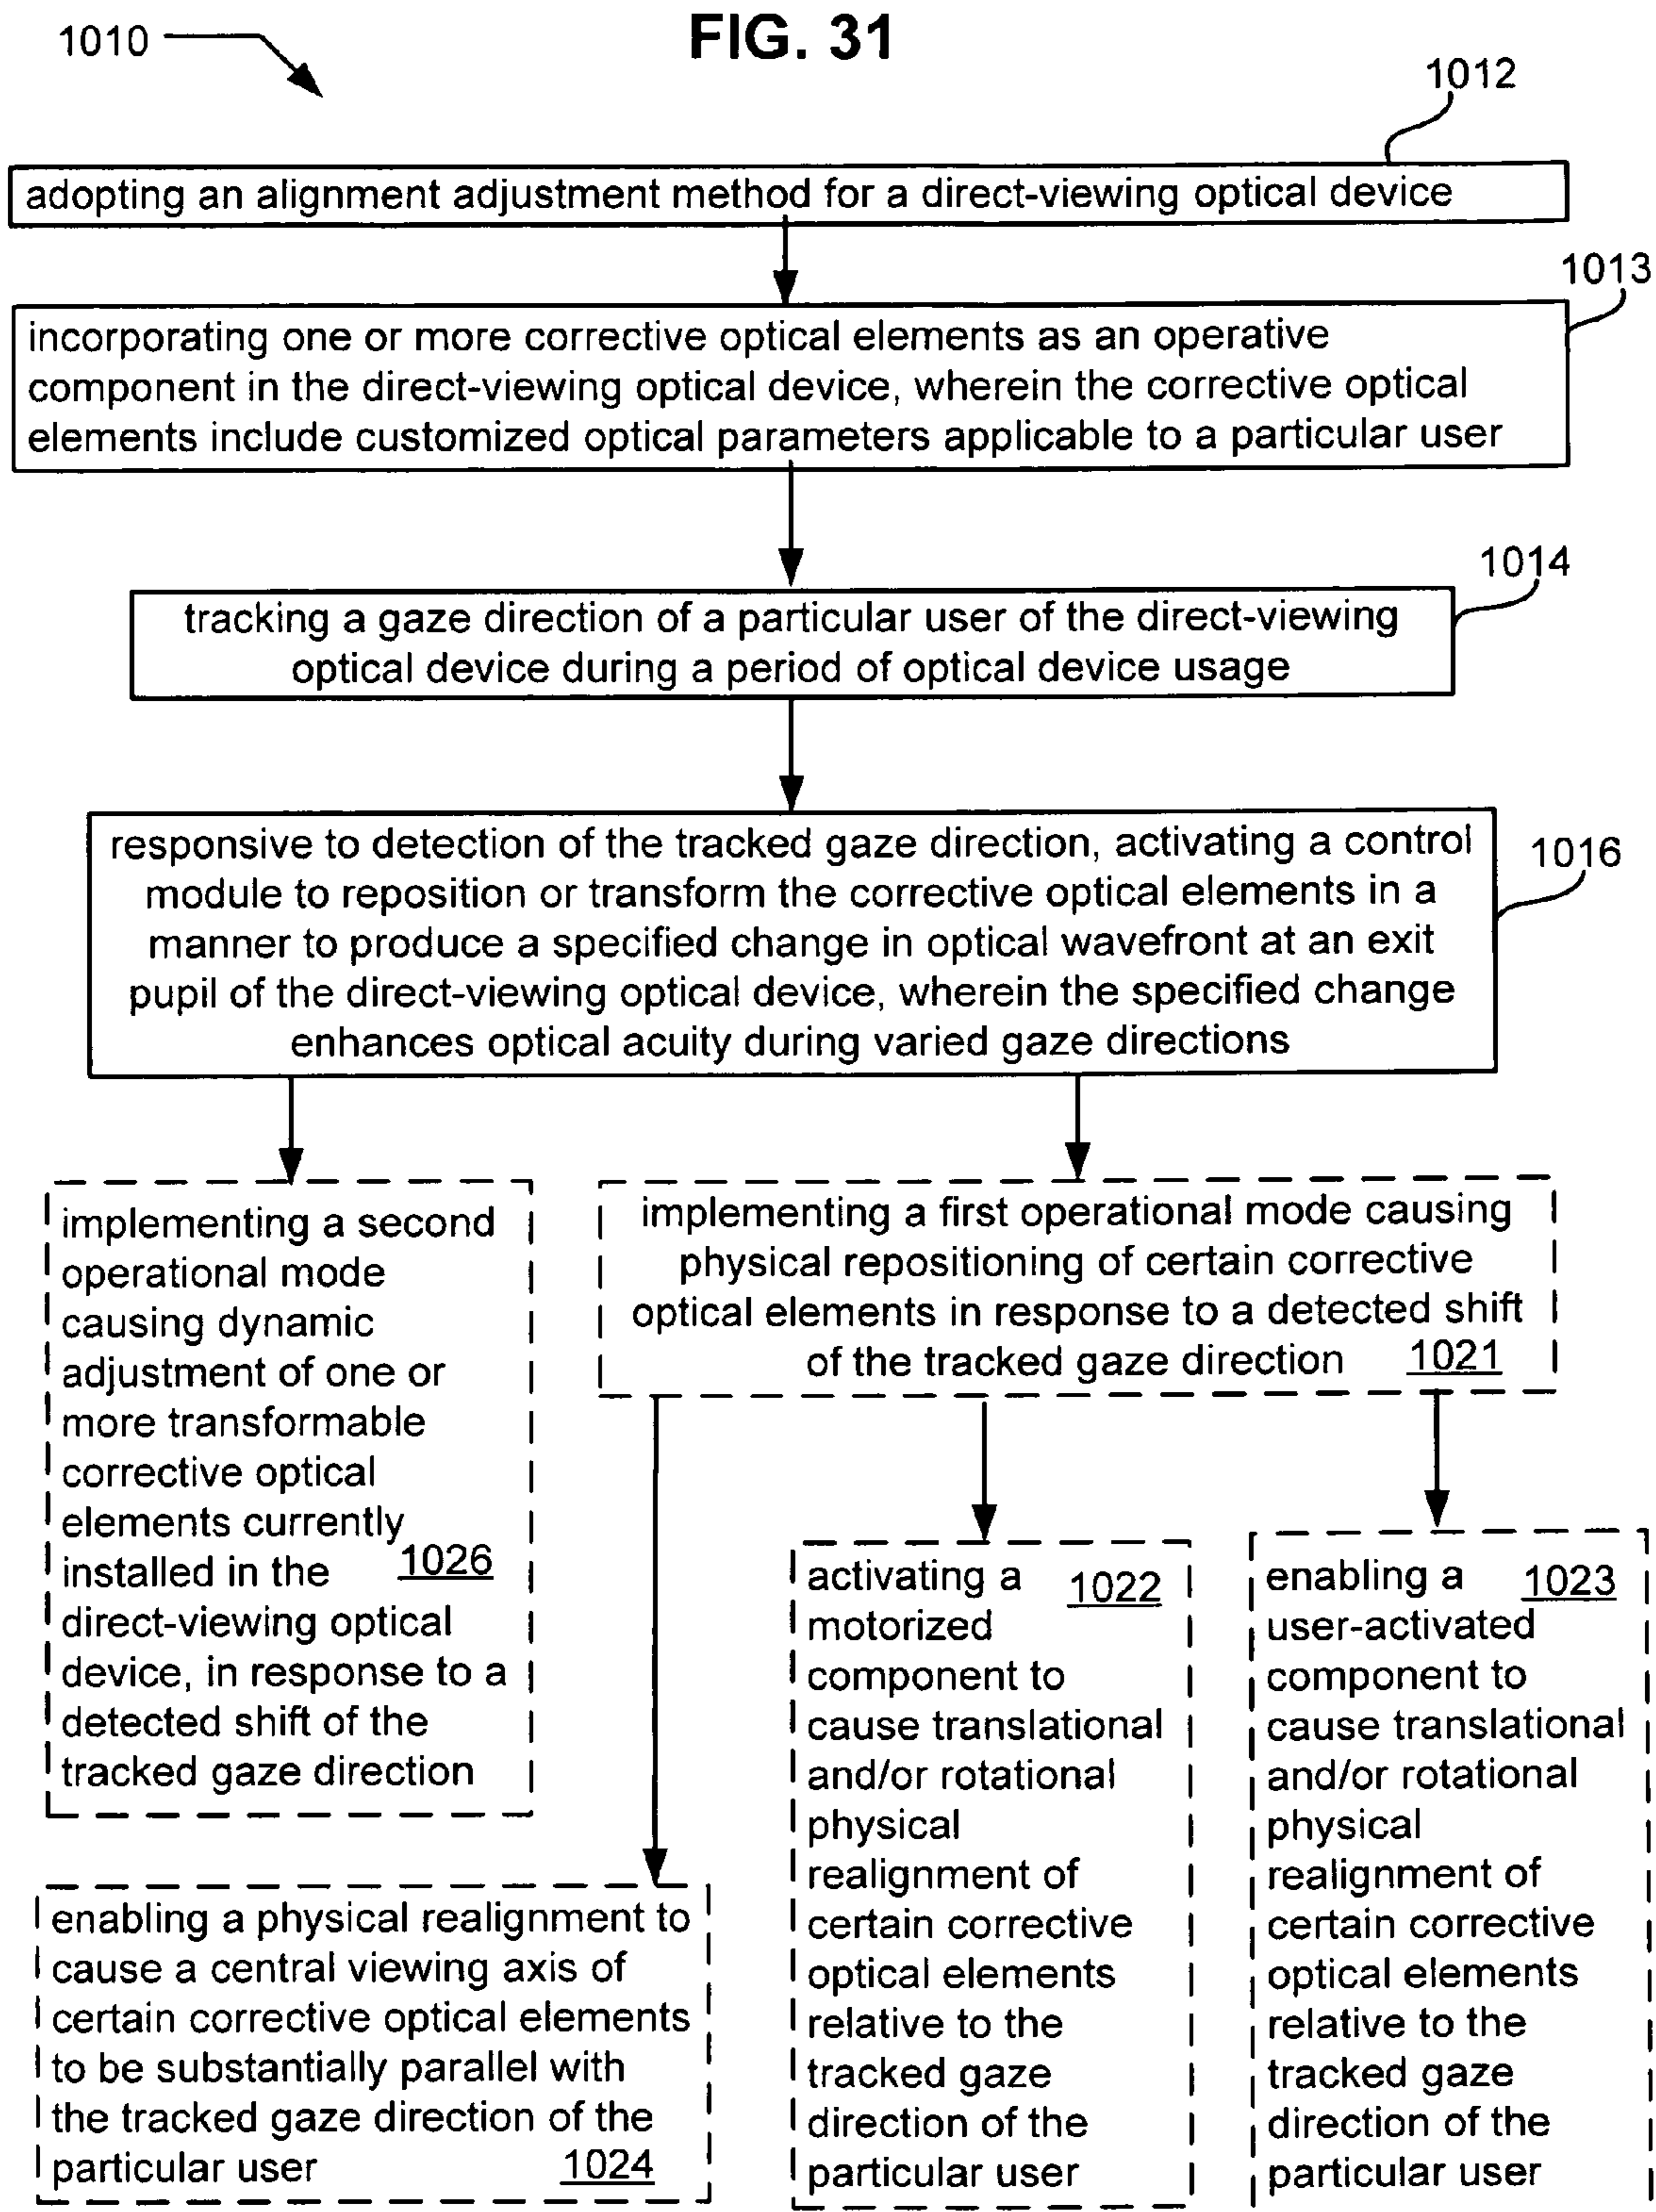 FIG. 31
1010
1012
adopting an alignment adjustment method for a direct-viewing optical device
1013
incorporating one or more corrective optical elements as an operative
component in the direct-viewing optical device, wherein the corrective optical
elements include customized optical parameters applicable to a particular user
1014
tracking a gaze direction of a particular user of the direct-viewing
optical device during a period of optical device usage
1016
responsive to detection of the tracked gaze direction, activating a control
module to reposition or transform the corrective optical elements in a
manner to produce a specified change in optical wavefront at an exit
pupil of the direct-viewing optical device, wherein the specified change
enhances optical acuity during varied gaze directions
implementing a second
operational mode
causing dynamic
adjustment of one or
more transformable
corrective optical
elements currently
installed in the 1026
direct-viewing optical
device, in response to a
detected shift of the
tracked gaze direction
implementing a first operational mode causing
physical repositioning of certain corrective
optical elements in response to a detected shift
of the tracked gaze direction 1021
enabling a physical realignment to
cause a central viewing axis of
certain corrective optical elements
to be substantially parallel with
the tracked gaze direction of the
particular user 1024
activating a 1022
motorized
component to
cause translational
and/or rotational
physical
realignment of
certain corrective
optical elements
relative to the
tracked gaze
direction of the
particular user
enabling a 1023
user-activated
component to
cause translational
and/or rotational
physical
realignment of
certain corrective
optical elements
relative to the
tracked gaze
direction of the
particular user